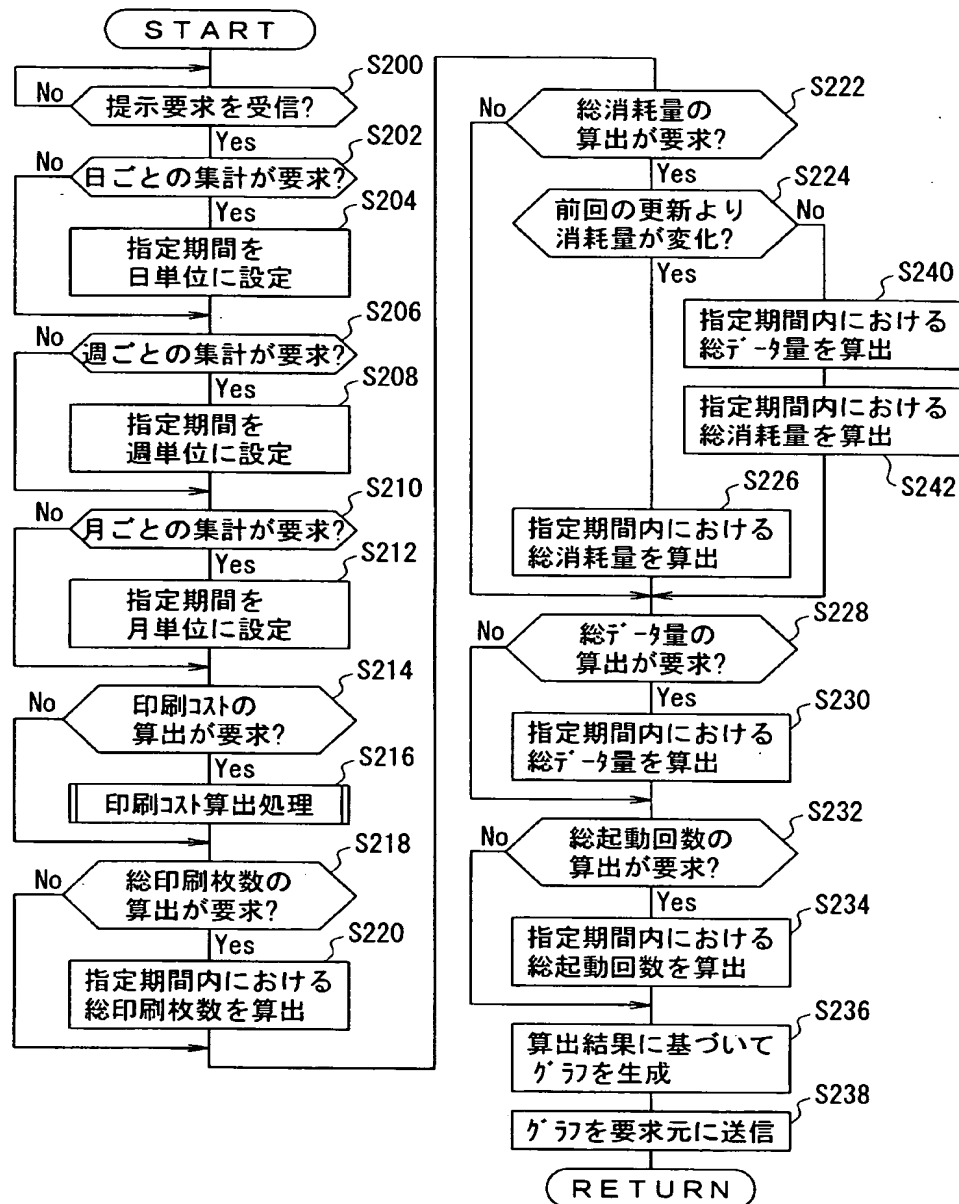 START
S200
No
提示要求を受信?
Yes
S202
No
日ごとの集計が要求?
Yes
S204
指定期間を
日単位に設定
S206
No
週ごとの集計が要求?
Yes
S208
指定期間を
週単位に設定
S210
No
月ごとの集計が要求?
Yes
S212
指定期間を
月単位に設定
S214
No
印刷コストの
算出が要求?
Yes
S216
印刷コスト算出処理
S218
No
総印刷枚数の
算出が要求?
Yes
S220
指定期間内における
総印刷枚数を算出
S222
No
総消耗量の
算出が要求?
Yes
S224
前回の更新より
消耗量が変化?
No
Yes
S240
指定期間内における
総データ量を算出
指定期間内における
総消耗量を算出
S242
S226
指定期間内における
総消耗量を算出
S228
No
総データ量の
算出が要求?
Yes
S230
指定期間内における
総データ量を算出
S232
No
総起動回数の
算出が要求?
Yes
S234
指定期間内における
総起動回数を算出
S236
算出結果に基づいて
グラフを生成
S238
グラフを要求元に送信
RETURN